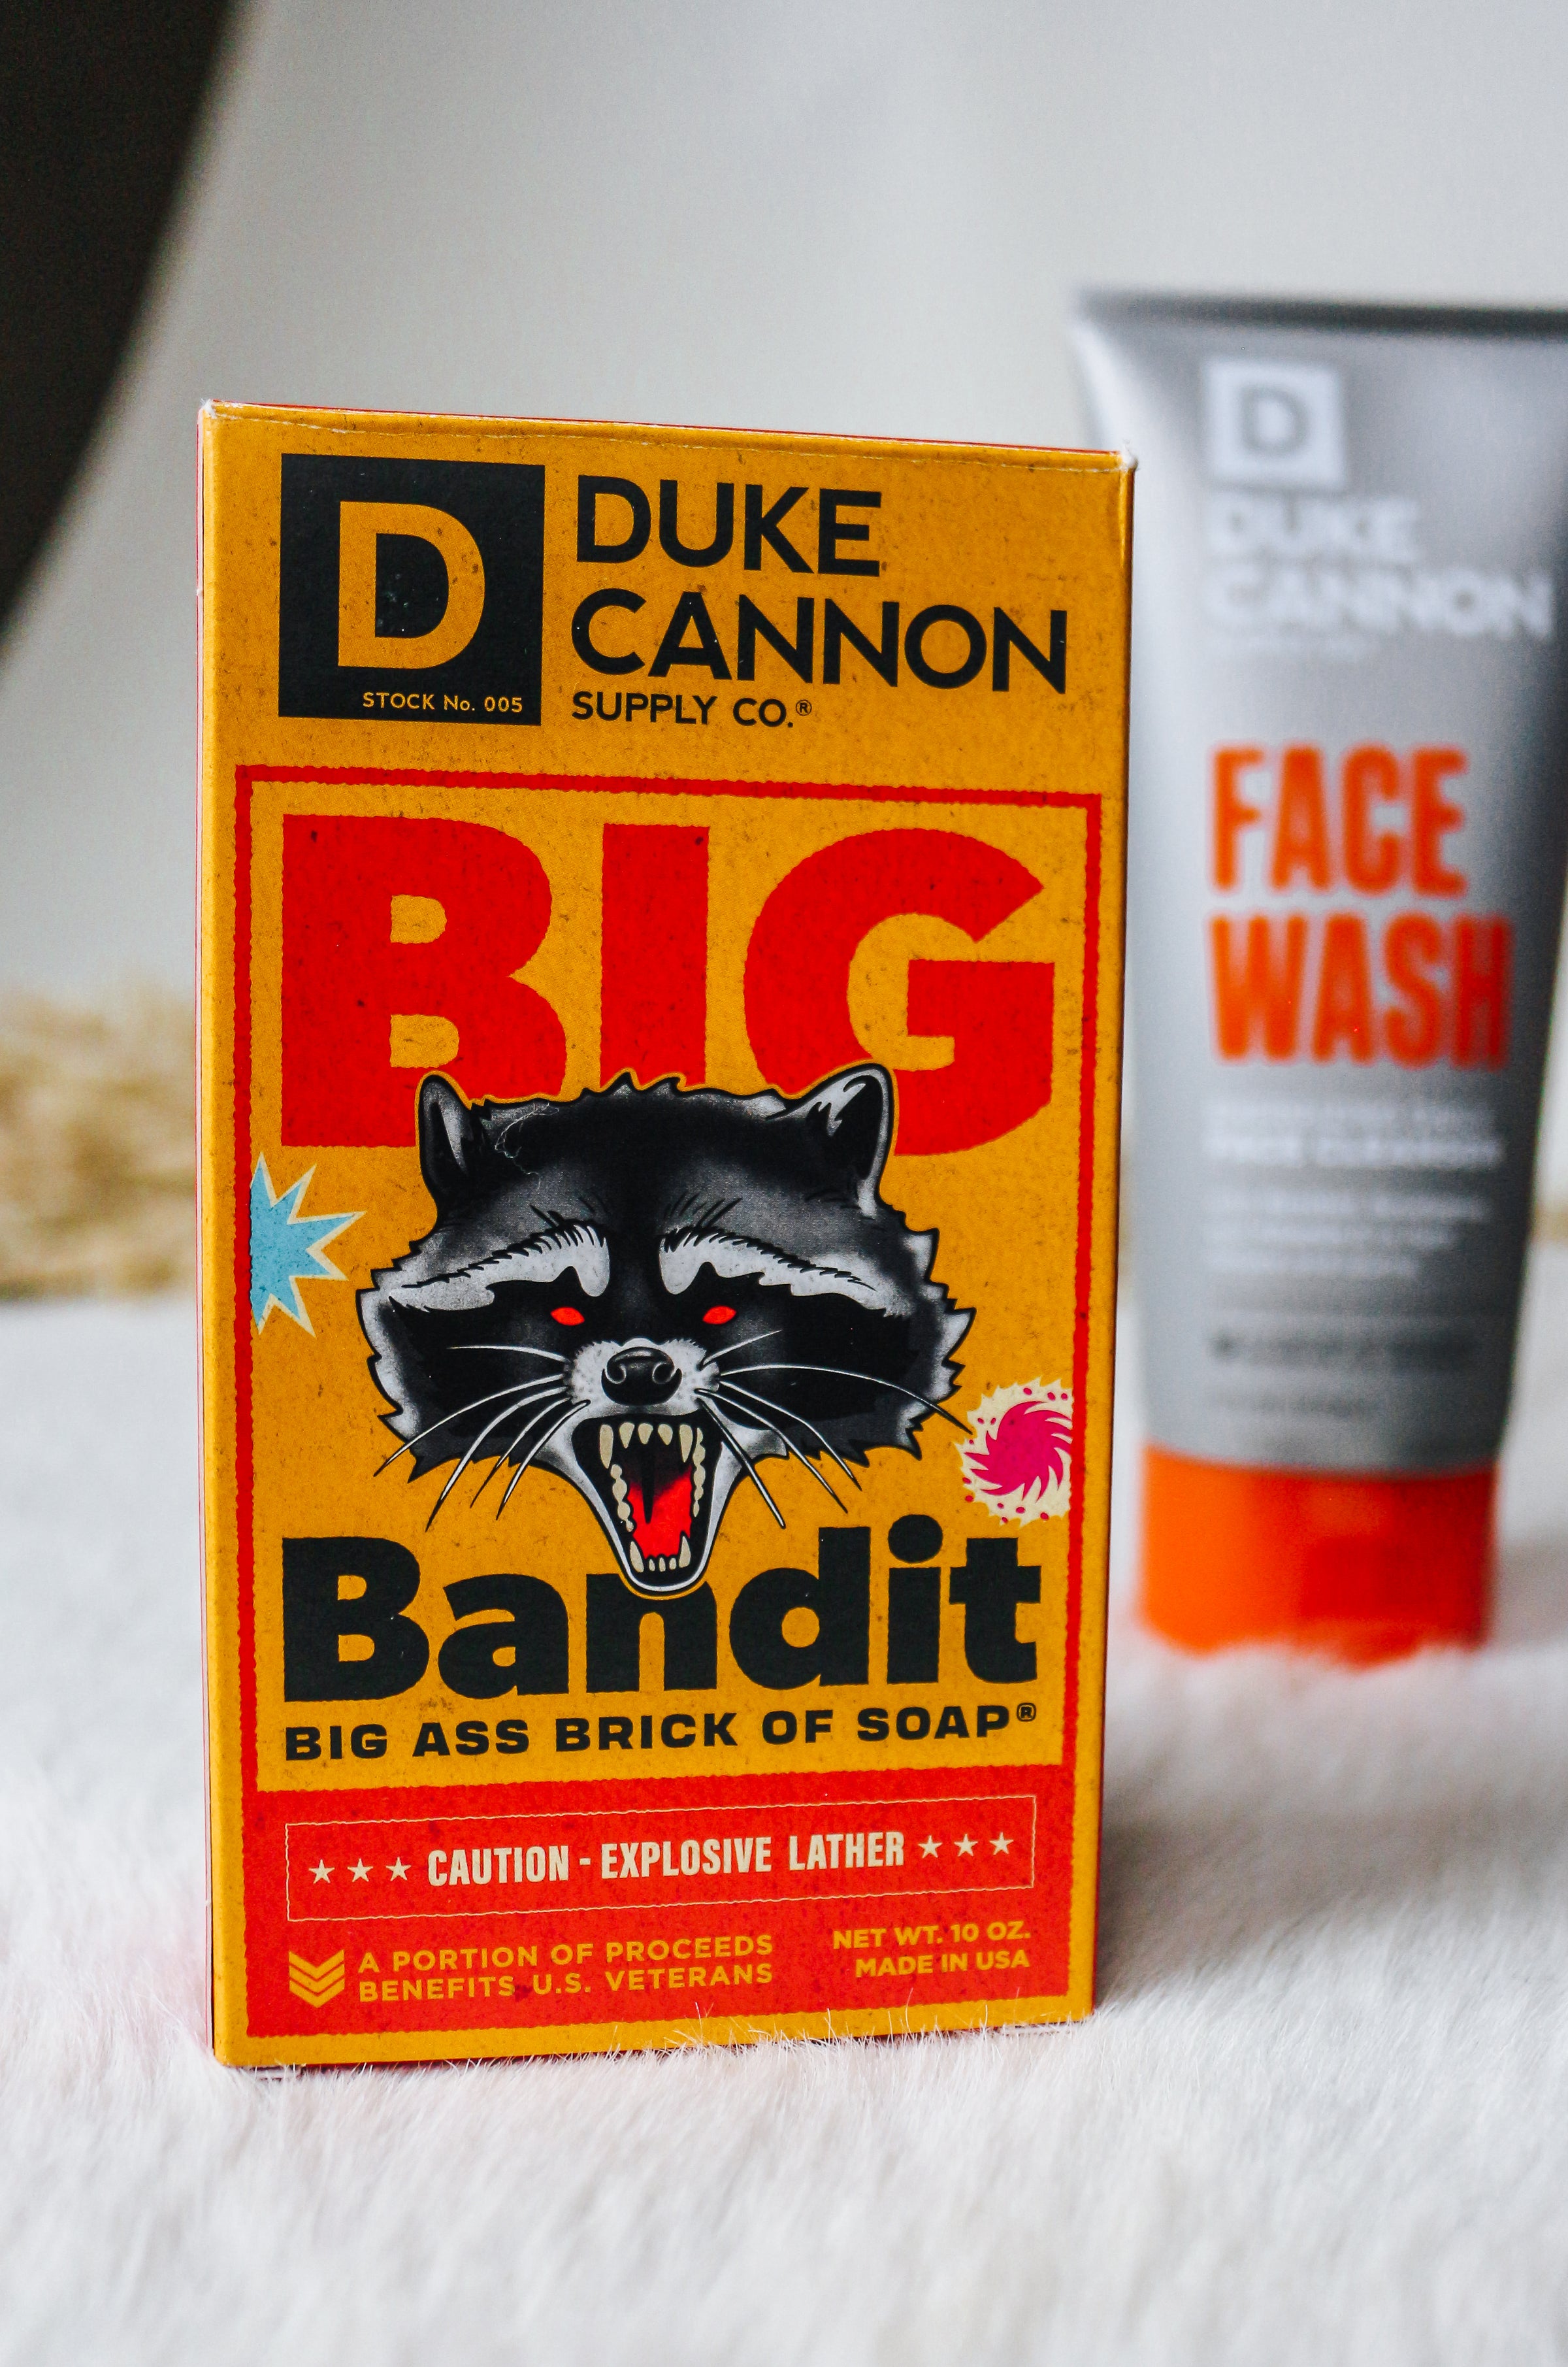 D
STOCK No. 005
DUKE
CANNON
SUPPLY CO.®
BIG
Bandit
BIG ASS BRICK OF SOAP®
★ ★ ★ CAUTION - EXPLOSIVE LATHER ★ ★ ★
A PORTION OF PROCEEDS
BENEFITS U.S. VETERANS
NET WT. 10 OZ.
MADE IN USA
D
DUKE
CANNON
FACE
WASH